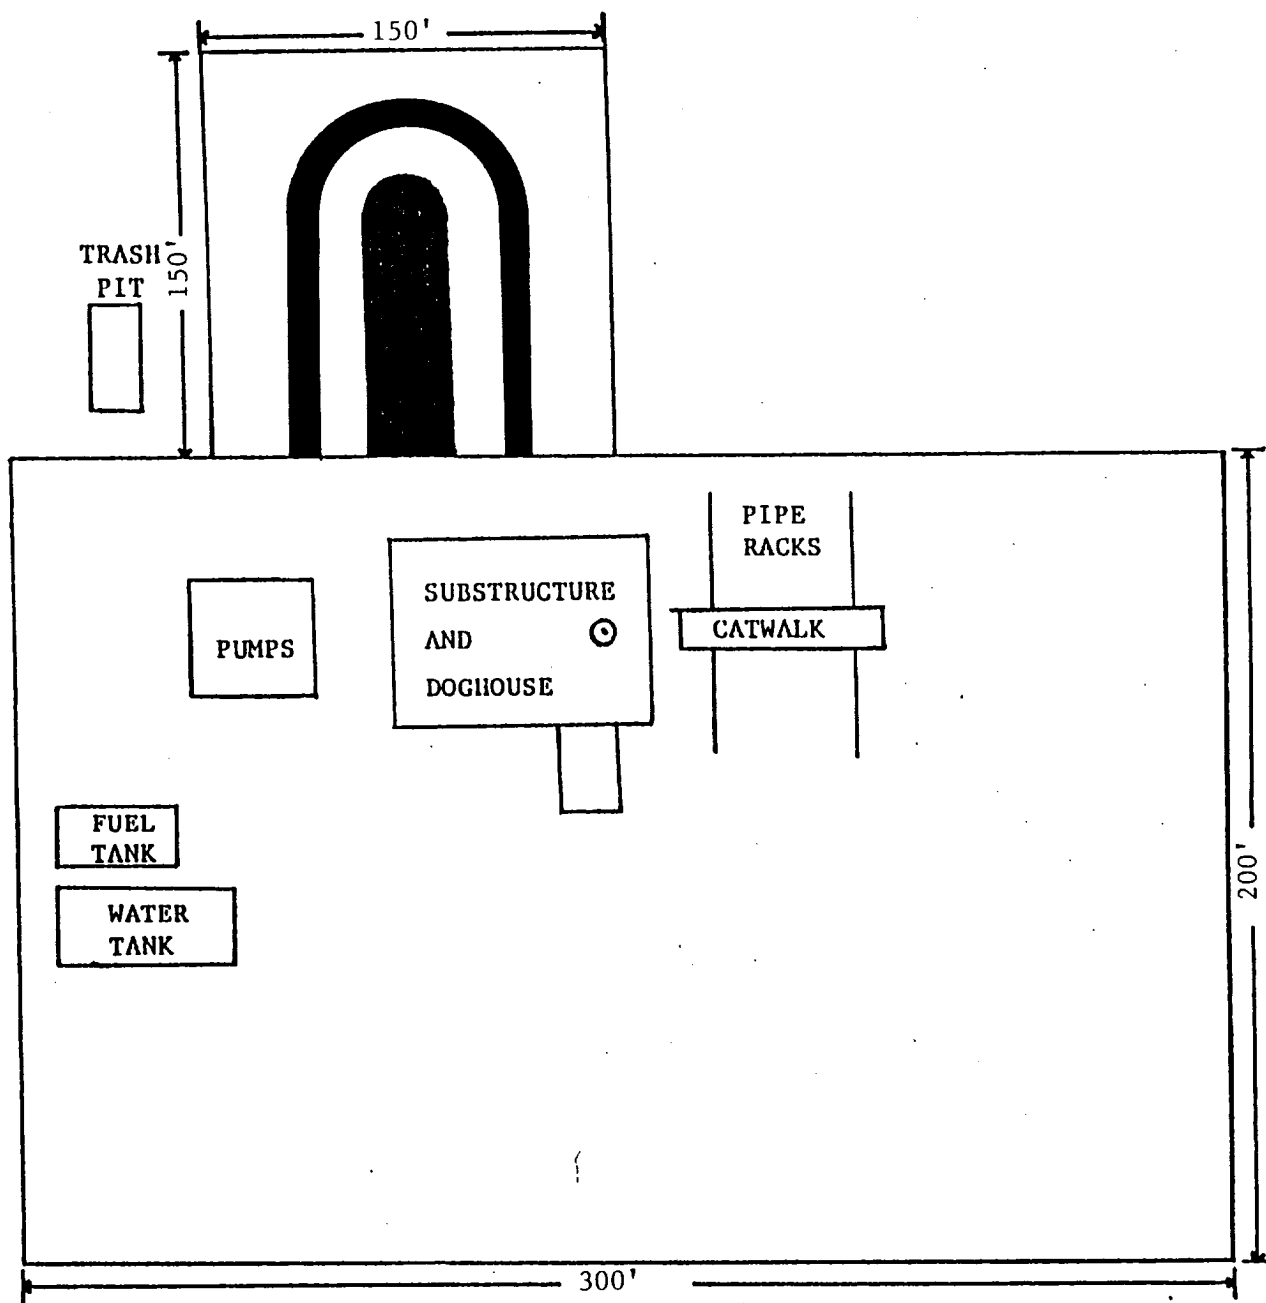 150'
150'
TRASH
PIT
PIPE
RACKS
SUBSTRUCTURE
AND
DOGHOUSE
CATWALK
PUMPS
FUEL
TANK
WATER
TANK
200'
300'